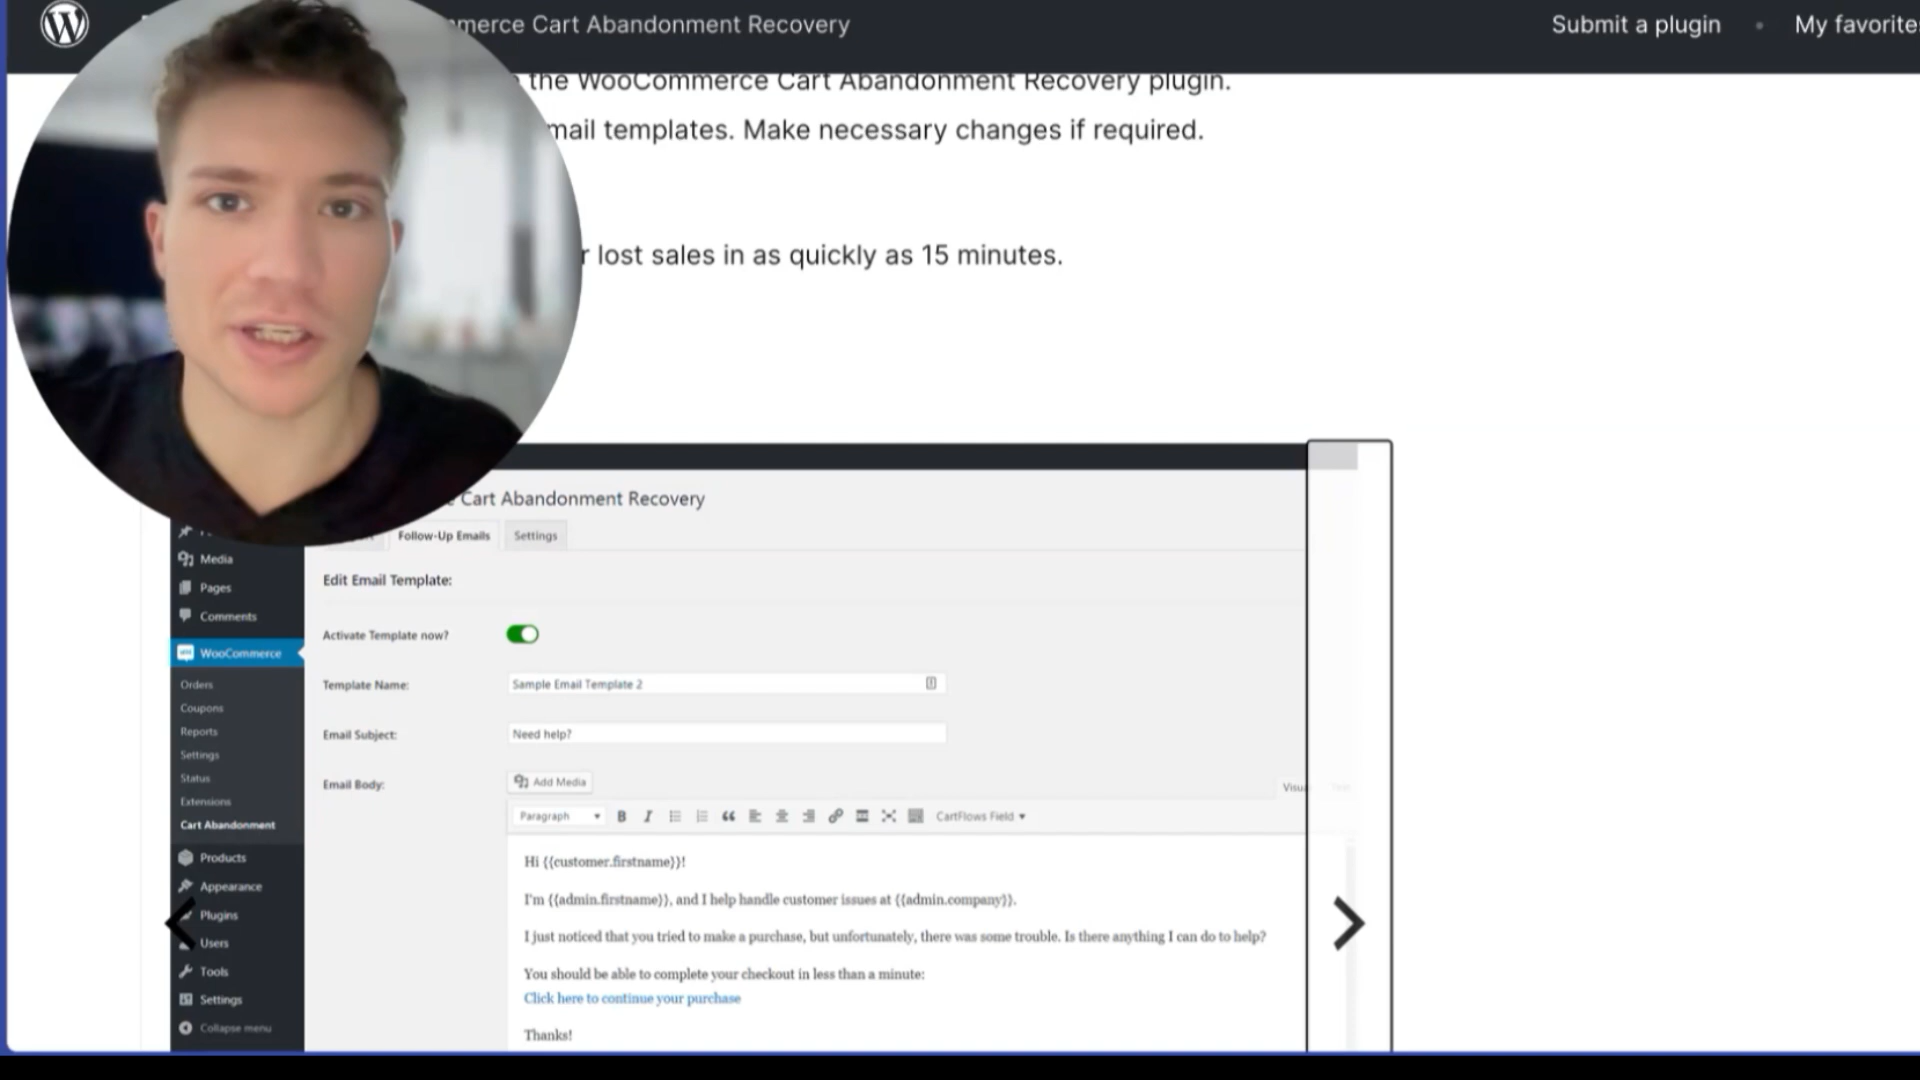 merce Cart Abandonment Recovery
Submit a plugin
My favorite
the WooCommerce Cart Abandonment Recovery plugin.
mail templates. Make necessary changes if required.
r lost sales in as quickly as 15 minutes.
Cart Abandonment Recovery
Follow-Up Emails
Settings
Media
Pages
Comments
WooCommerce
Orders
Coupons
Reports
Settings
Status
Extensions
Cart Abandonment
Products
Appearance
Plugins
Users
Tools
Settings
Collapse menu
Edit Email Template:
Activate Template now?
Template Name:
Sample Email Template 2
Email Subject:
Need help?
Email Body:
Add Media
Visu
Paragraph
B I
CartFlows Field
Hi {{customer.firstname}}!
I'm {{admin.firstname}}, and I help handle customer issues at {{admin.company}}.
I just noticed that you tried to make a purchase, but unfortunately, there was some trouble. Is there anything I can do to help?
You should be able to complete your checkout in less than a minute:
Click here to continue your purchase
Thanks!